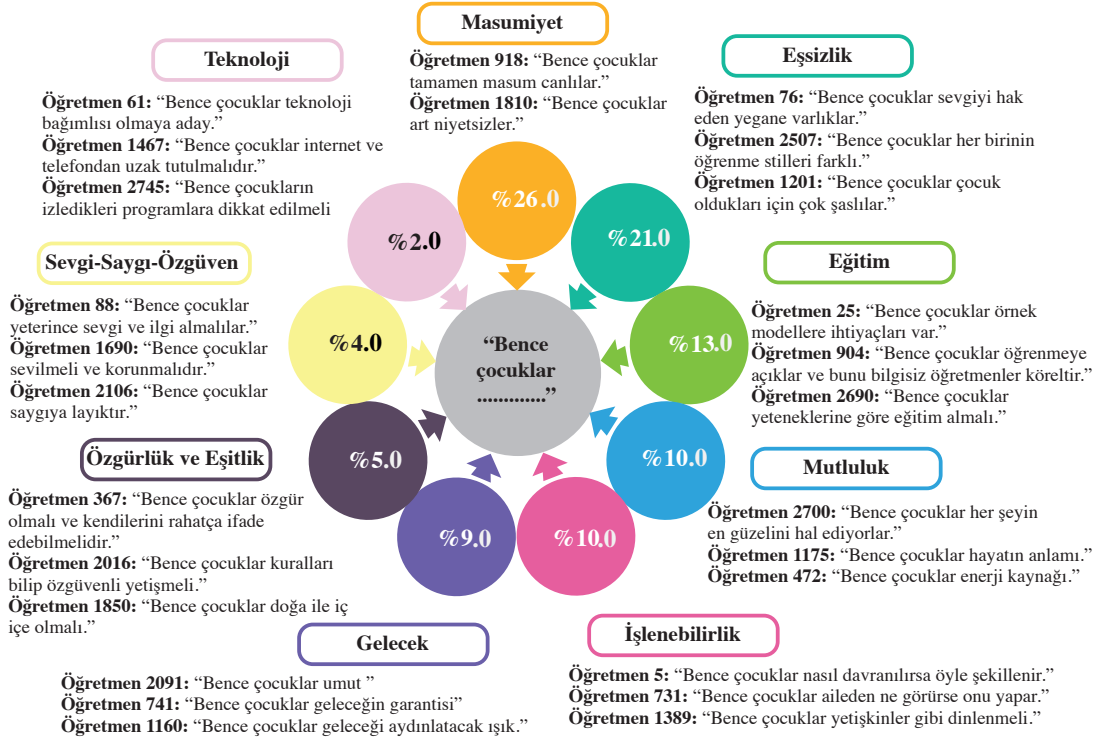 Masumiyet
Öğretmen 918: “Bence çocuklar
tamamen masum canlılar.”
Öğretmen 1810: “Bence çocuklar
art niyetsizler.”
Teknoloji
Öğretmen 61: “Bence çocuklar teknoloji
bağımlısı olmaya aday.”
Öğretmen 1467: “Bence çocuklar internet ve
telefondan uzak tutulmalıdır.”
Öğretmen 2745: “Bence çocukların
izledikleri programlara dikkat edilmeli
Eşsizlik
Öğretmen 76: “Bence çocuklar sevgiyi hak
eden yegane varlıklar.”
Öğretmen 2507: “Bence çocuklar her birinin
öğrenme stilleri farklı.”
Öğretmen 1201: “Bence çocuklar çocuk
oldukları için çok şaslılar.”
%26.0
%2.0
%21.0
Sevgi-Saygı-Özgüven
Öğretmen 88: “Bence çocuklar
yeterince sevgi ve ilgi almalılar.”
Öğretmen 1690: “Bence çocuklar
sevilmeli ve korunmalıdır.”
Öğretmen 2106: “Bence çocuklar
saygıya layıktır.”
%4.0
“Bence
çocuklar
.............”
%13.0
Eğitim
Öğretmen 25: “Bence çocuklar örnek
modellere ihtiyaçları var.”
Öğretmen 904: “Bence çocuklar öğrenmeye
açıklar ve bunu bilgisiz öğretmenler köreltir.”
Öğretmen 2690: “Bence çocuklar
yeteneklerine göre eğitim almalı.”
Özgürlük ve Eşitlik
Öğretmen 367: “Bence çocuklar özgür
olmalı ve kendilerini rahatça ifade
edebilmelidir.”
Öğretmen 2016: “Bence çocuklar kuralları
bilip özgüvenli yetişmeli.”
Öğretmen 1850: “Bence çocuklar doğa ile iç
içe olmalı.”
%5.0
%10.0
Mutluluk
Öğretmen 2700: “Bence çocuklar her şeyin
en güzelini hal ediyorlar.”
Öğretmen 1175: “Bence çocuklar hayatın anlamı.”
Öğretmen 472: “Bence çocuklar enerji kaynağı.”
%9.0
%10.0
Gelecek
Öğretmen 2091: “Bence çocuklar umut ”
Öğretmen 741: “Bence çocuklar geleceğin garantisi”
Öğretmen 1160: “Bence çocuklar geleceği aydınlatacak ışık.”
İşlenebilirlik
Öğretmen 5: “Bence çocuklar nasıl davranılırsa öyle şekillenir.”
Öğretmen 731: “Bence çocuklar aileden ne görürse onu yapar.”
Öğretmen 1389: “Bence çocuklar yetişkinler gibi dinlenmeli.”